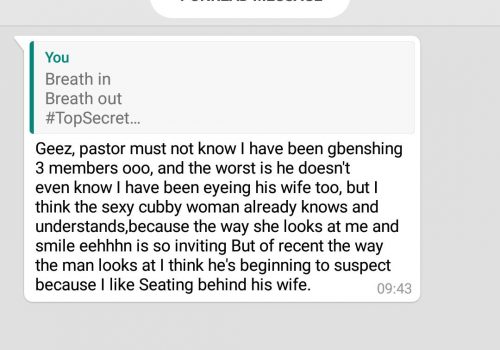 You
Breath in
Breath out
#TopSecret...
Geez, pastor must not know I have been gbenshing
3 members ooo, and the worst is he doesn't
even know I have been eyeing his wife too, but I
think the sexy cubby woman already knows and
understands,because the way she looks at me and
smile eehhhn is so inviting But of recent the way
the man looks at I think he's beginning to suspect
because I like Seating behind his wife.
09:43